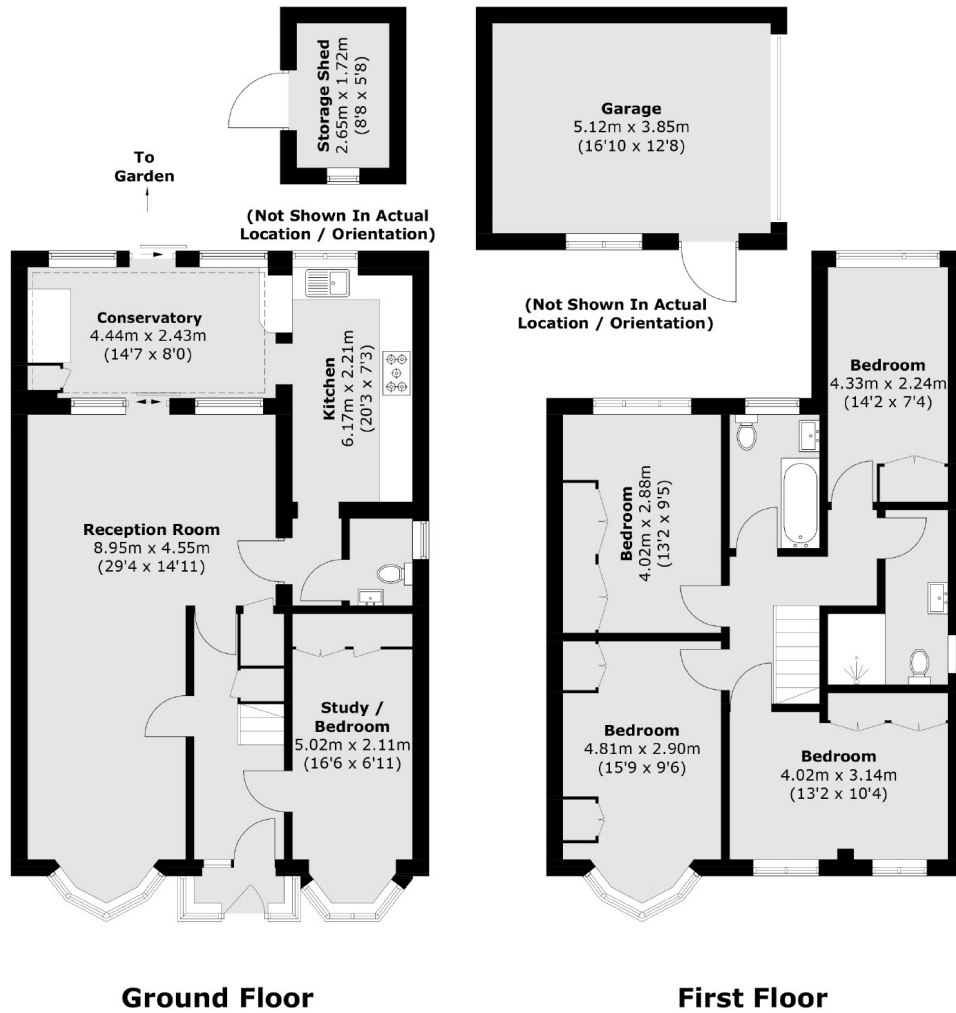 Storage Shed
2.65m x 1.72m
(8'8 x 5'8)
Garage
5.12m x 3.85m
(16'10 x 12'8)
To
Garden
(Not Shown In Actual
Location / Orientation)
(Not Shown In Actual
Location / Orientation)
Conservatory
4.44m x 2.43m
(14'7 x 8'0)
Kitchen
6.17m x 2.21m
(20'3 x 7'3)
Bedroom
4.33m x 2.24m
(14'2 x 7'4)
Reception Room
8.95m x 4.55m
(29'4 x 14'11)
Bedroom
4.02m x 2.88m
(13'2 x 9'5)
Study /
Bedroom
5.02m x 2.11m
(16'6 x 6'11)
Bedroom
4.81m x 2.90m
(15'9 x 9'6)
Bedroom
4.02m x 3.14m
(13'2 x 10'4)
Ground Floor
First Floor